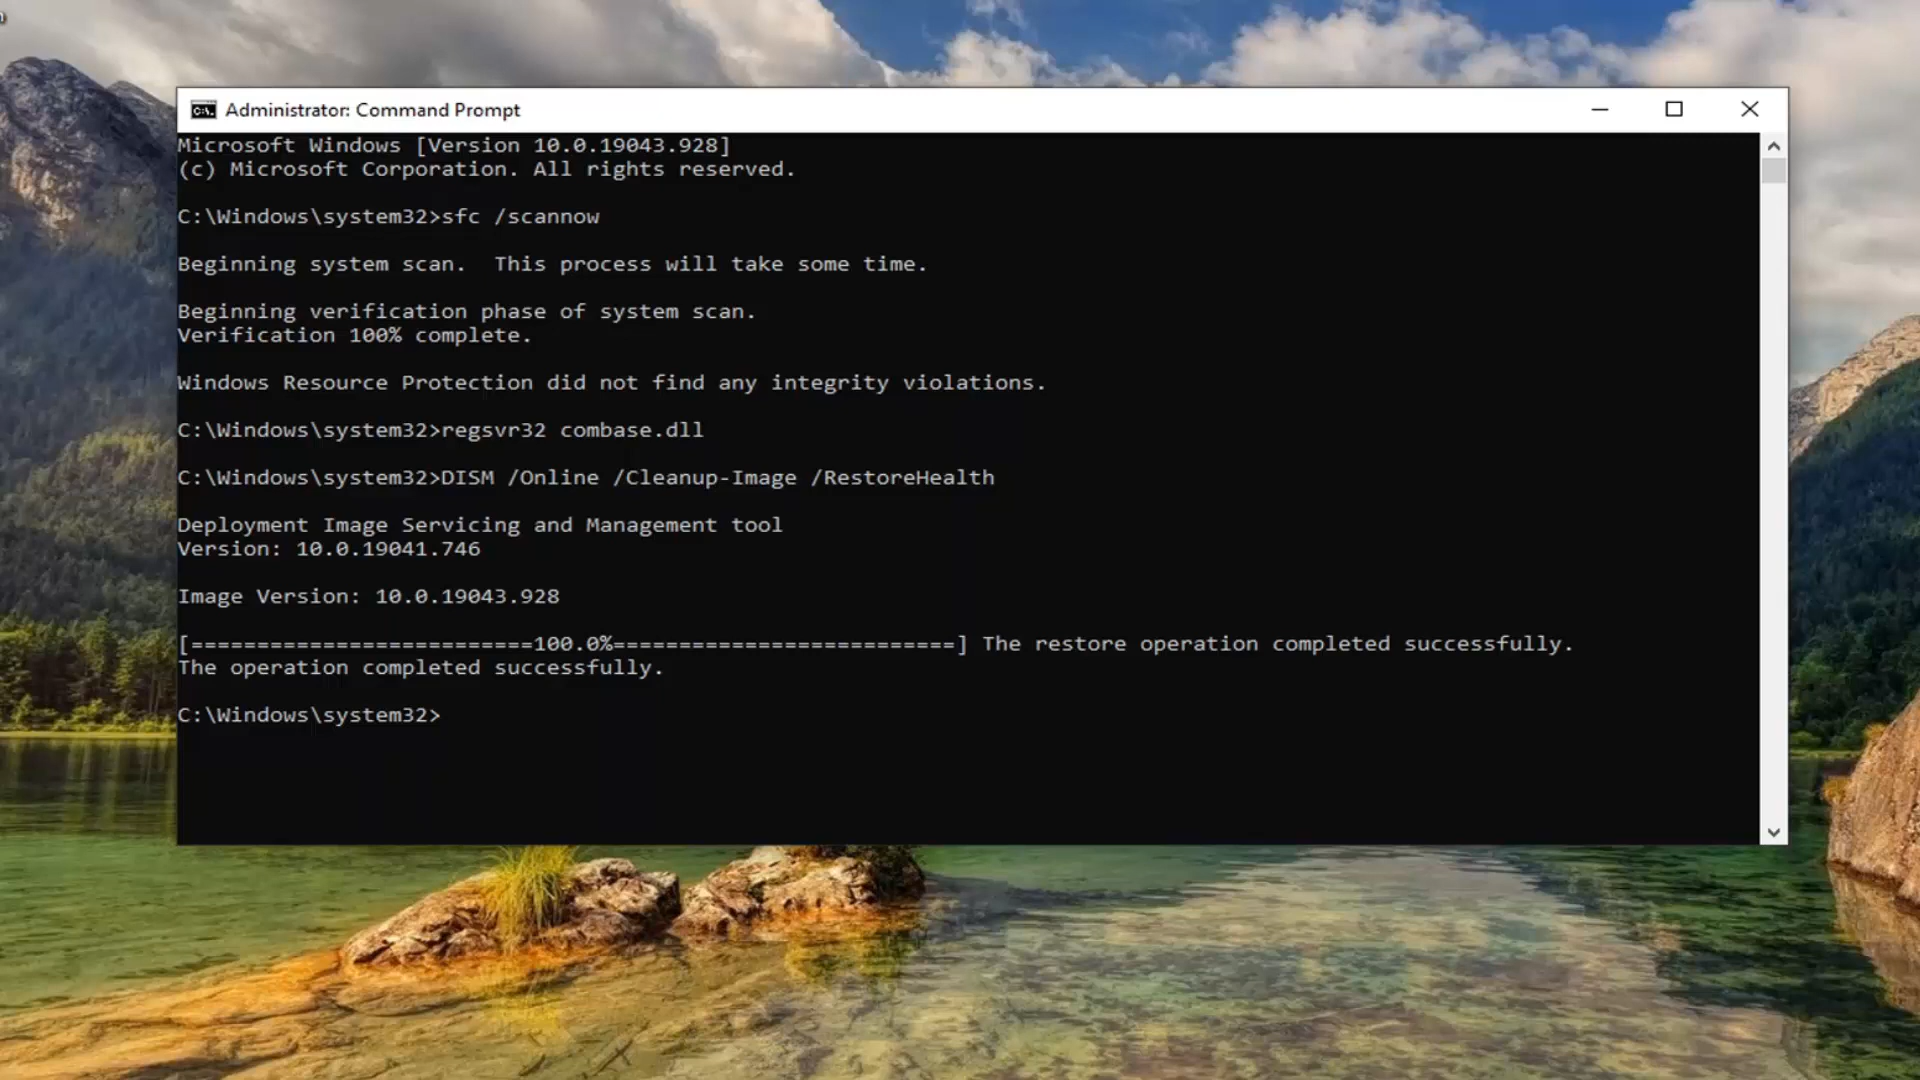 Administrator: Command Prompt
Microsoft Windows [Version 10.0.19043.928]
(c) Microsoft Corporation. All rights reserved.
C:\Windows\system32>sfc /scannow
Beginning system scan.  This process will take some time.
Beginning verification phase of system scan.
Verification 100% complete.
Windows Resource Protection did not find any integrity violations.
C:\Windows\system32>regsvr32 combase.dll
C:\Windows\system32>DISM /Online /Cleanup-Image /RestoreHealth
Deployment Image Servicing and Management tool
Version: 10.0.19041.746
Image Version: 10.0.19043.928
[==========================100.0%==========================] The restore operation completed successfully.
The operation completed successfully.
C:\Windows\system32>